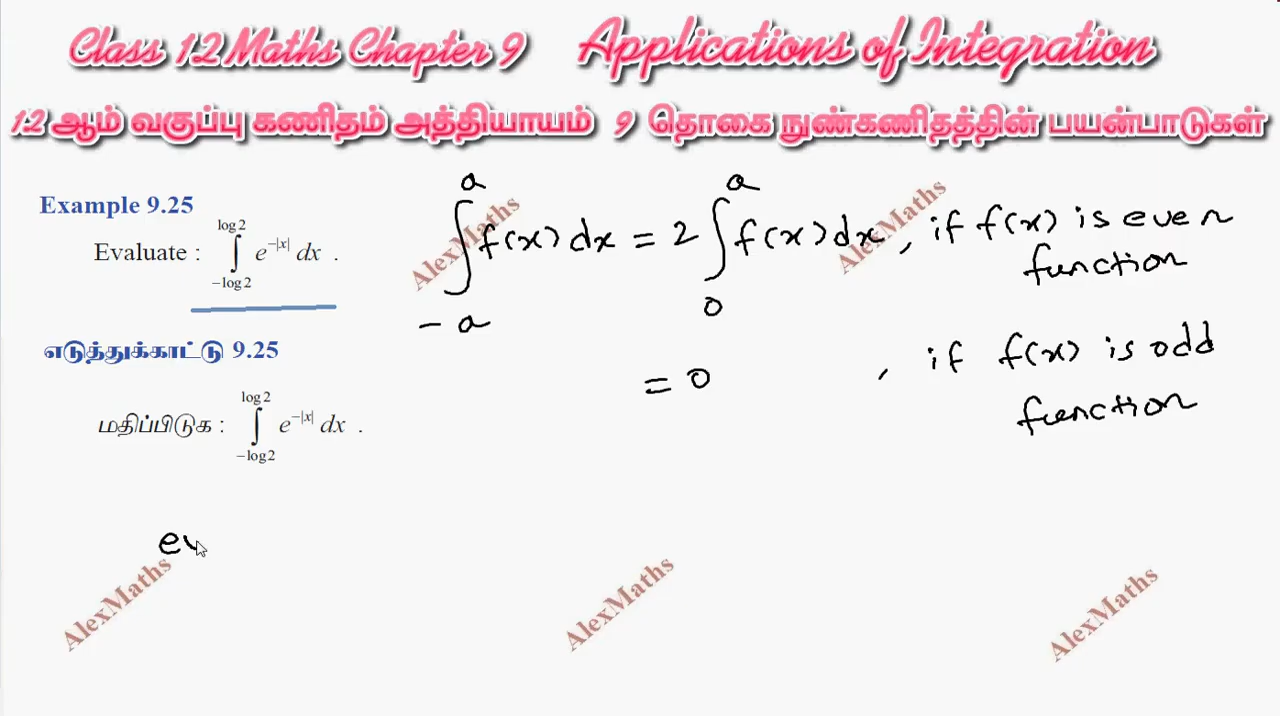 Class 12 Maths Chapter 9 Applications of Integration
12 ஆம் வகுப்பு கணிதம் அத்தியாயம் 9 தொகை நுண்கணிதத்தின் பயன்பாடுகள்
Example 9.25
Evaluate : ∫_{-log 2}^{log 2} e^{-|x|} dx .
எடுத்துக்காட்டு 9.25
மதிப்பிடுக : ∫_{-log 2}^{log 2} e^{-|x|} dx .
∫_{-a}^{a} f(x) dx = 2 ∫_{0}^{a} f(x) dx , if f(x) is even
function
= 0 , if f(x) is odd
function
ev
AlexMaths
AlexMaths
AlexMaths
AlexMaths
AlexMaths